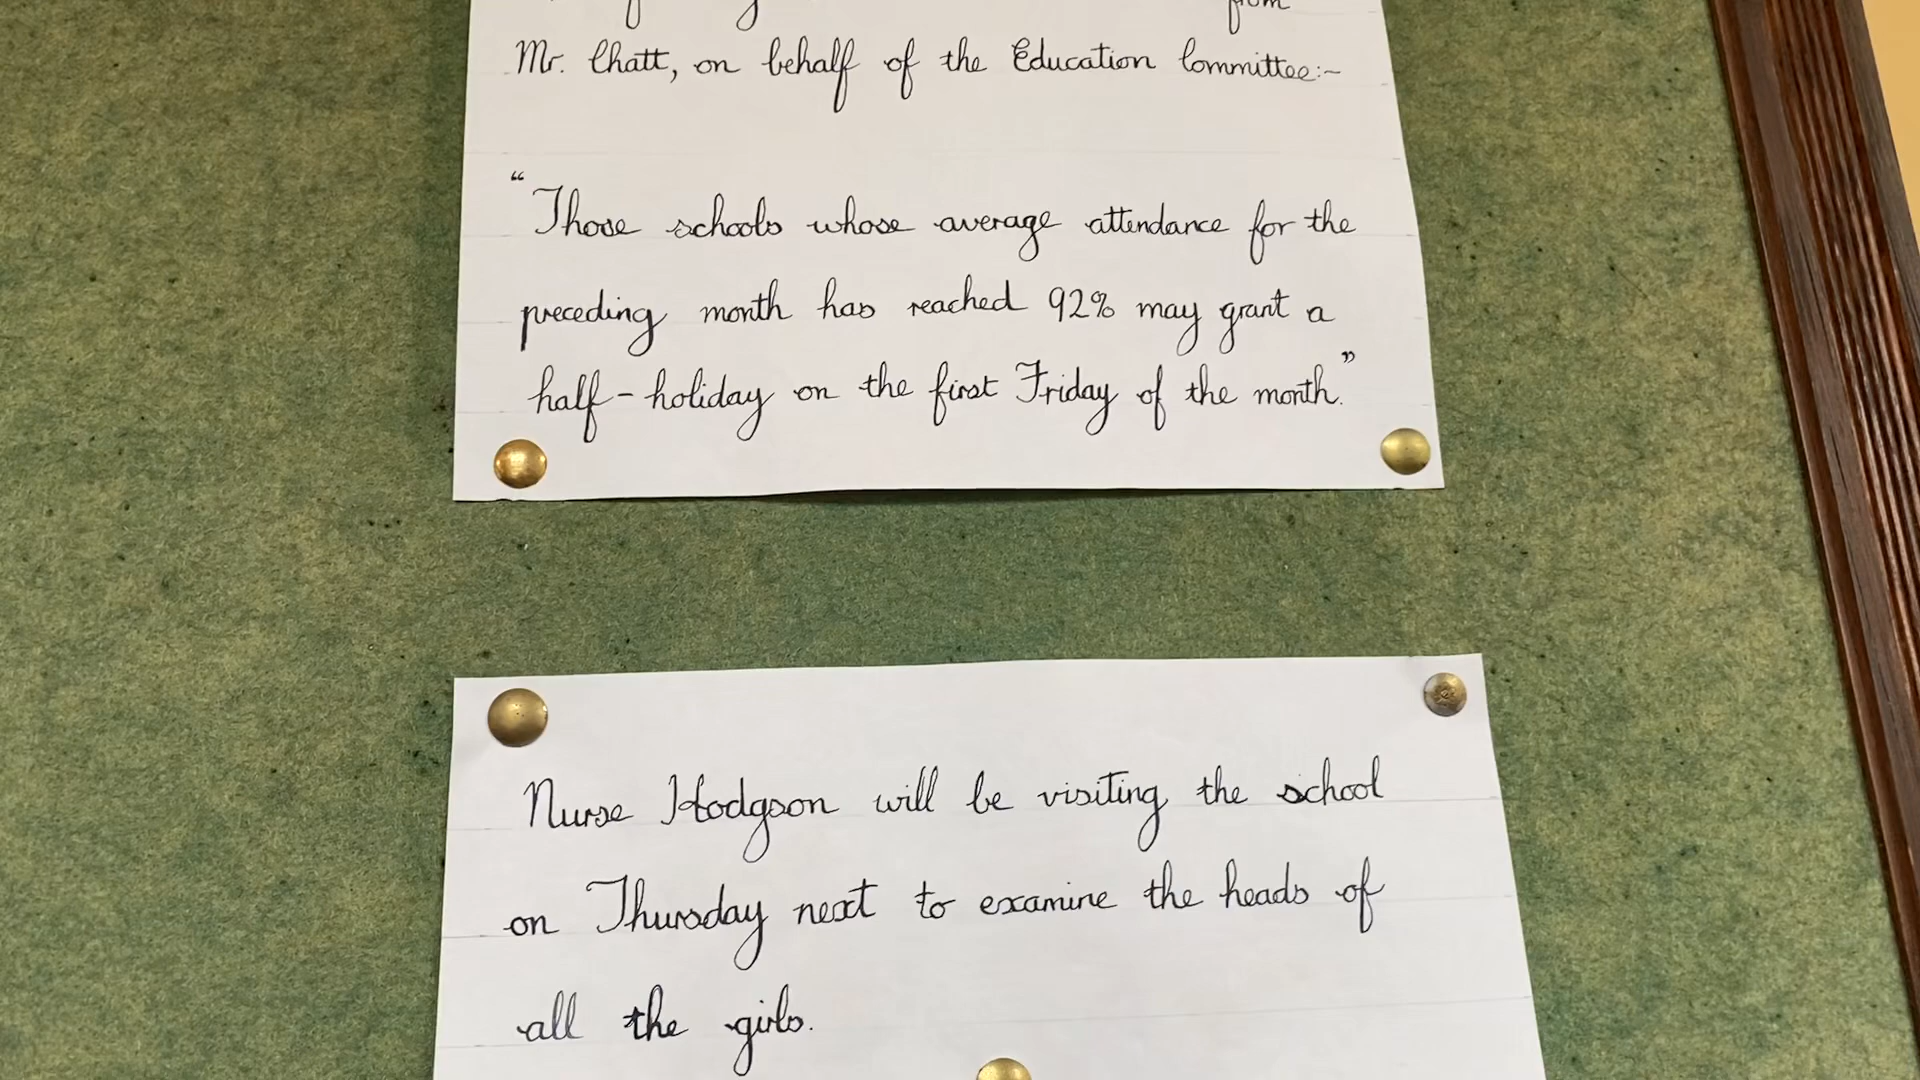 from
Mr. Chatt, on behalf of the Education Committee:~
“Those schools whose average attendance for the
preceding month has reached 92% may grant a
half-holiday on the first Friday of the month.”
Nurse Hodgson will be visiting the school
on Thursday next to examine the heads of
all the girls.